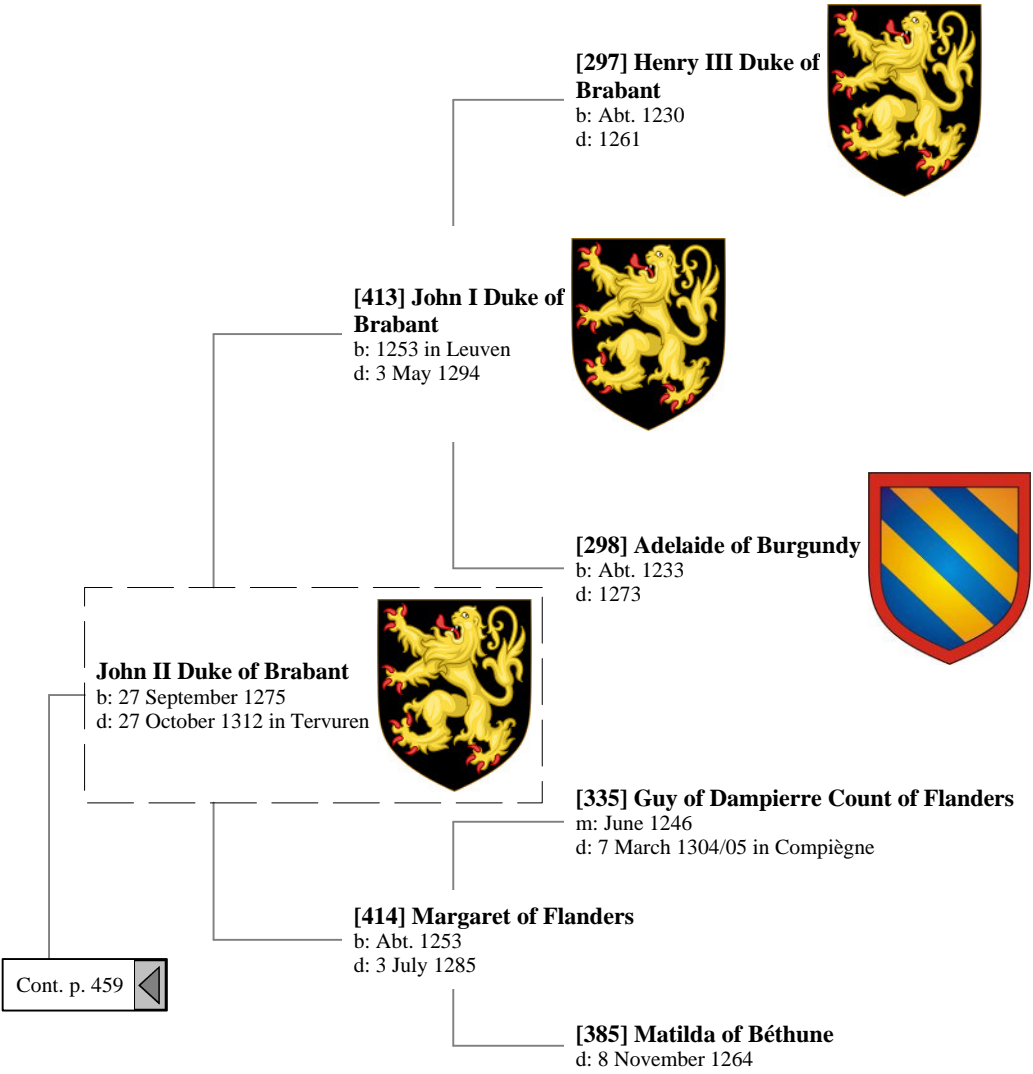 [297] Henry III Duke of
Brabant
b: Abt. 1230
d: 1261
[413] John I Duke of
Brabant
b: 1253 in Leuven
d: 3 May 1294
[298] Adelaide of Burgundy
b: Abt. 1233
d: 1273
John II Duke of Brabant
b: 27 September 1275
d: 27 October 1312 in Tervuren
[335] Guy of Dampierre Count of Flanders
m: June 1246
d: 7 March 1304/05 in Compiègne
[414] Margaret of Flanders
b: Abt. 1253
d: 3 July 1285
Cont. p. 459
[385] Matilda of Béthune
d: 8 November 1264